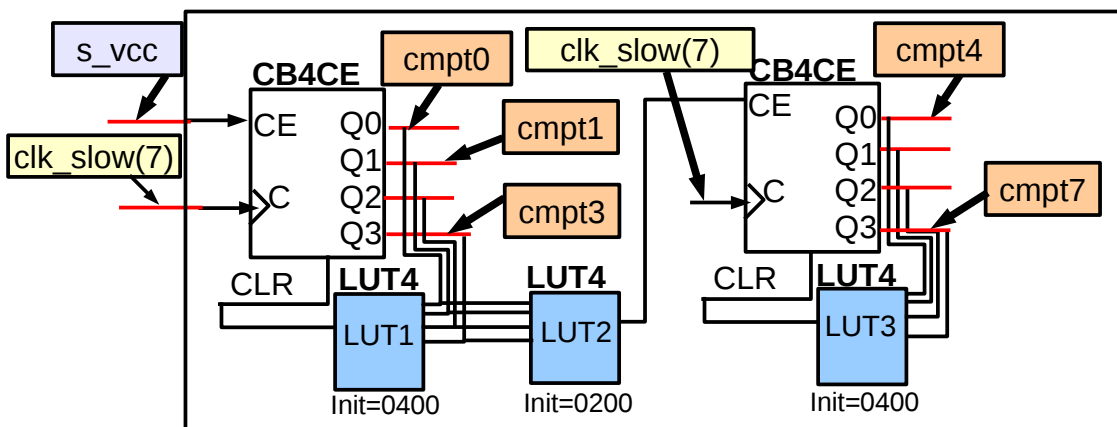 s_vcc
clk_slow(7)
CB4CE
CE
C
Q0
Q1
Q2
Q3
cmpt0
cmpt1
cmpt3
CLR
LUT4
LUT1
Init=0400
LUT4
LUT2
Init=0200
clk_slow(7)
CB4CE
CE
C
Q0
Q1
Q2
Q3
cmpt4
cmpt7
CLR
LUT4
LUT3
Init=0400